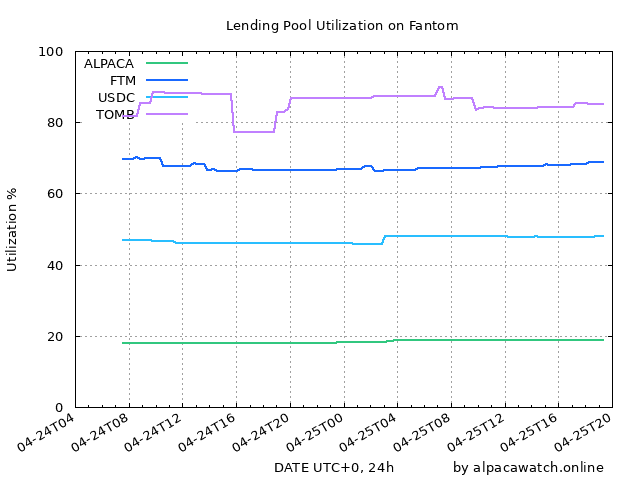 Lending Pool Utilization on Fantom
100
80
60
40
20
0
Utilization %
ALPACA
FTM
USDC
TOMB
04-24T04
04-24T08
04-24T12
04-24T16
04-24T20
04-25T00
04-25T04
04-25T08
04-25T12
04-25T16
04-25T20
DATE UTC+0, 24h
by alpacawatch.online